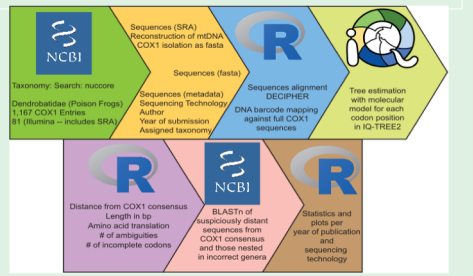 NCBI
Taxonomy: Search: nuccore
Dendrobatidae (Poison Frogs)
1,167 COX1 Entries
81 (Illumina – includes SRA)
Sequences (SRA)
Reconstruction of mtDNA
COX1 isolation as fasta
Sequences (fasta)
Sequences (metadata)
Sequencing Technology
Author
Year of submission
Assigned taxonomy
R
Sequences alignment
DECIPHER
DNA barcode mapping
against full COX1
sequences
IQ
Tree estimation
with molecular
model for each
codon position
in IQ-TREE2
R
Distance from COX1 consensus
Length in bp
Amino acid translation
# of ambiguities
# of incomplete codons
NCBI
BLASTn of
suspiciously distant
sequences from
COX1 consensus
and those nested
in incorrect genera
R
Statistics and
plots per
year of publication
and
sequencing
technology